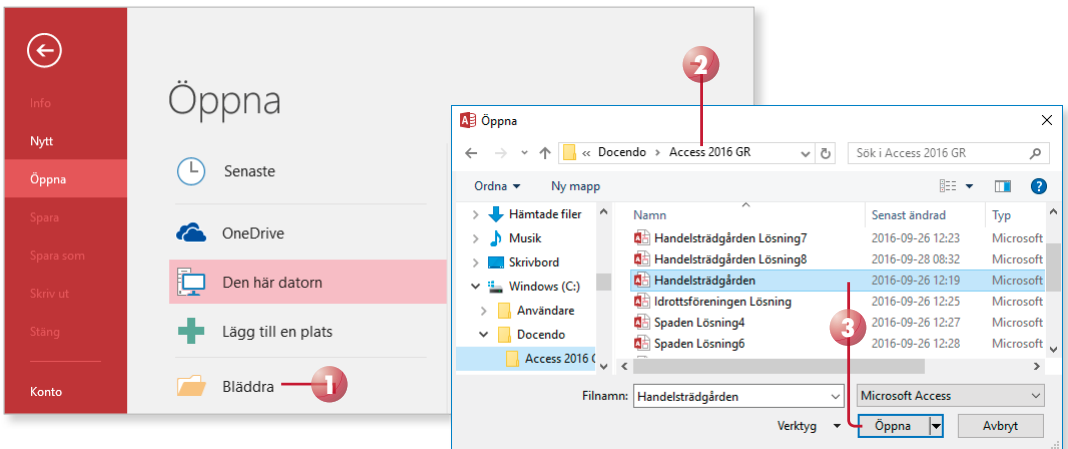 Info
Nytt
Öppna
Spara
Spara som
Skriv ut
Stäng
Konto
Öppna
Senaste
OneDrive
Den här datorn
Lägg till en plats
Bläddra
1
2
A Öppna
« Docendo > Access 2016 GR
Sök i Access 2016 GR
Ordna Ny mapp
?
Hämtade filer
Musik
Skrivbord
Windows (C:)
Användare
Docendo
Access 2016 G
Namn Senast ändrad Typ
Handelsträdgården Lösning7 2016-09-26 12:23 Microsoft
Handelsträdgården Lösning8 2016-09-28 08:32 Microsoft
Handelsträdgården 2016-09-26 12:19 Microsoft
Idrottsföreningen Lösning 2016-09-26 12:25 Microsoft
Spaden Lösning4 2016-09-26 12:27 Microsoft
Spaden Lösning6 2016-09-26 12:28 Microsoft
3
Filnamn: Handelsträdgården Microsoft Access
Verktyg Öppna Avbryt